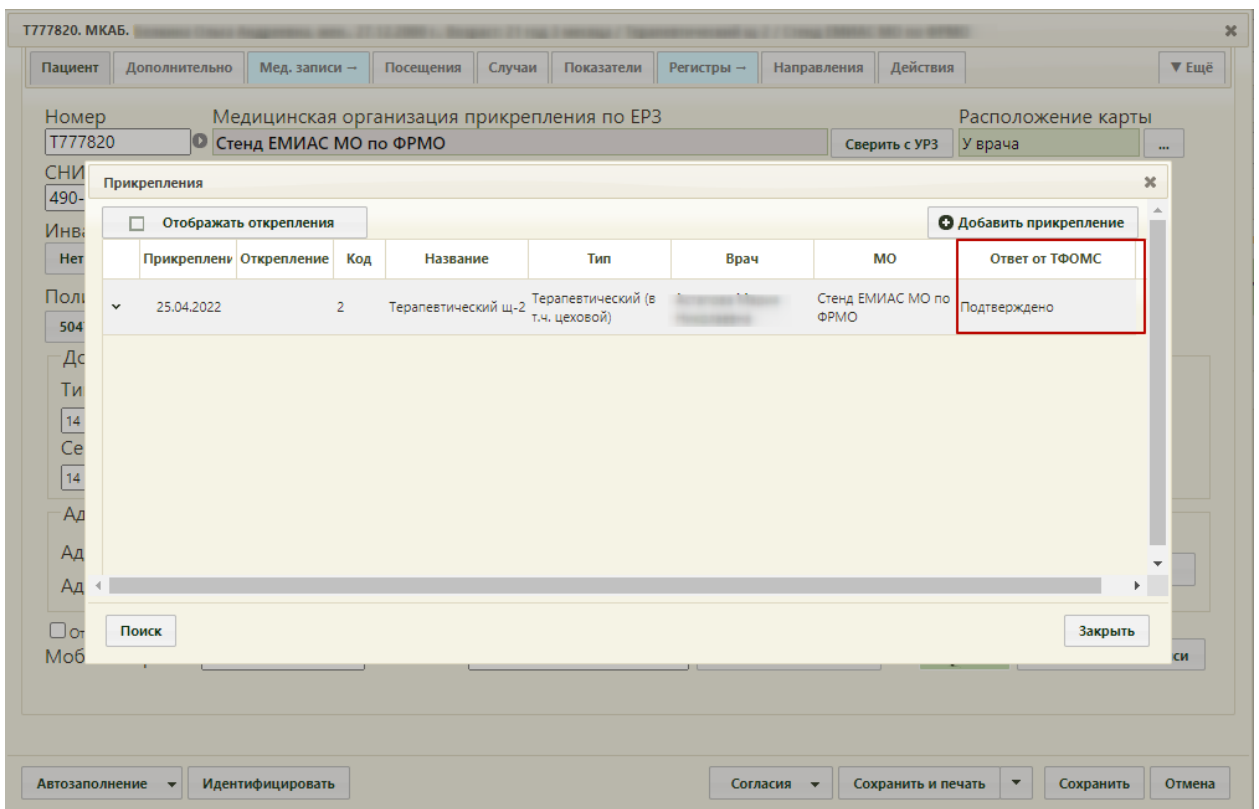 Т777820. МКАБ.
Пациент Дополнительно Мед. записи – Посещения Случаи Показатели Регистры – Направления Действия ▼ Ещё
Номер Медицинская организация прикрепления по ЕРЗ Расположение карты
Т777820 Стенд ЕМИАС МО по ФРМО Сверить с УРЗ У врача ...
СНИ
490-
Инва
Нет
Поли
504
До
Ти
14
Се
14
Ад
Ад
Ад
От
Моб
си
Прикрепления
Отображать открепления Добавить прикрепление
Прикреплени Открепление Код Название Тип Врач МО Ответ от ТФОМС
25.04.2022 2 Терапевтический щ-2 Терапевтический (в т.ч. цеховой) Стенд ЕМИАС МО по ФРМО Подтверждено
Поиск Закрыть
Автозаполнение Идентифицировать Согласия Сохранить и печать Сохранить Отмена